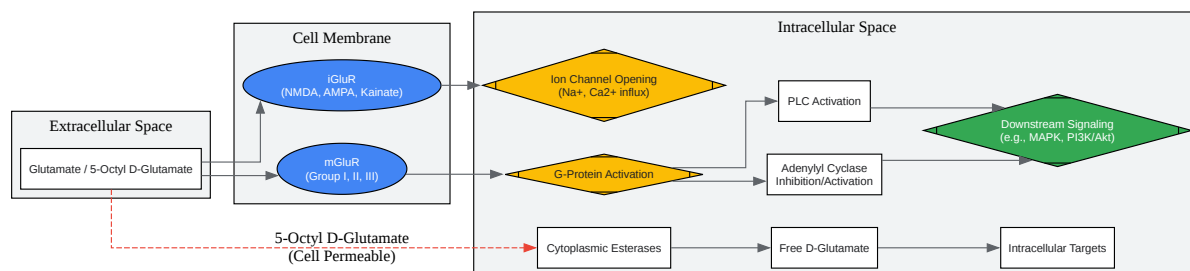 Extracellular Space
Glutamate / 5-Octyl D-Glutamate
Cell Membrane
iGluR
(NMDA, AMPA, Kainate)
mGluR
(Group I, II, III)
5-Octyl D-Glutamate
(Cell Permeable)
Intracellular Space
Ion Channel Opening
(Na+, Ca2+ influx)
G-Protein Activation
PLC Activation
Adenylyl Cyclase
Inhibition/Activation
Downstream Signaling
(e.g., MAPK, PI3K/Akt)
Cytoplasmic Esterases
Free D-Glutamate
Intracellular Targets